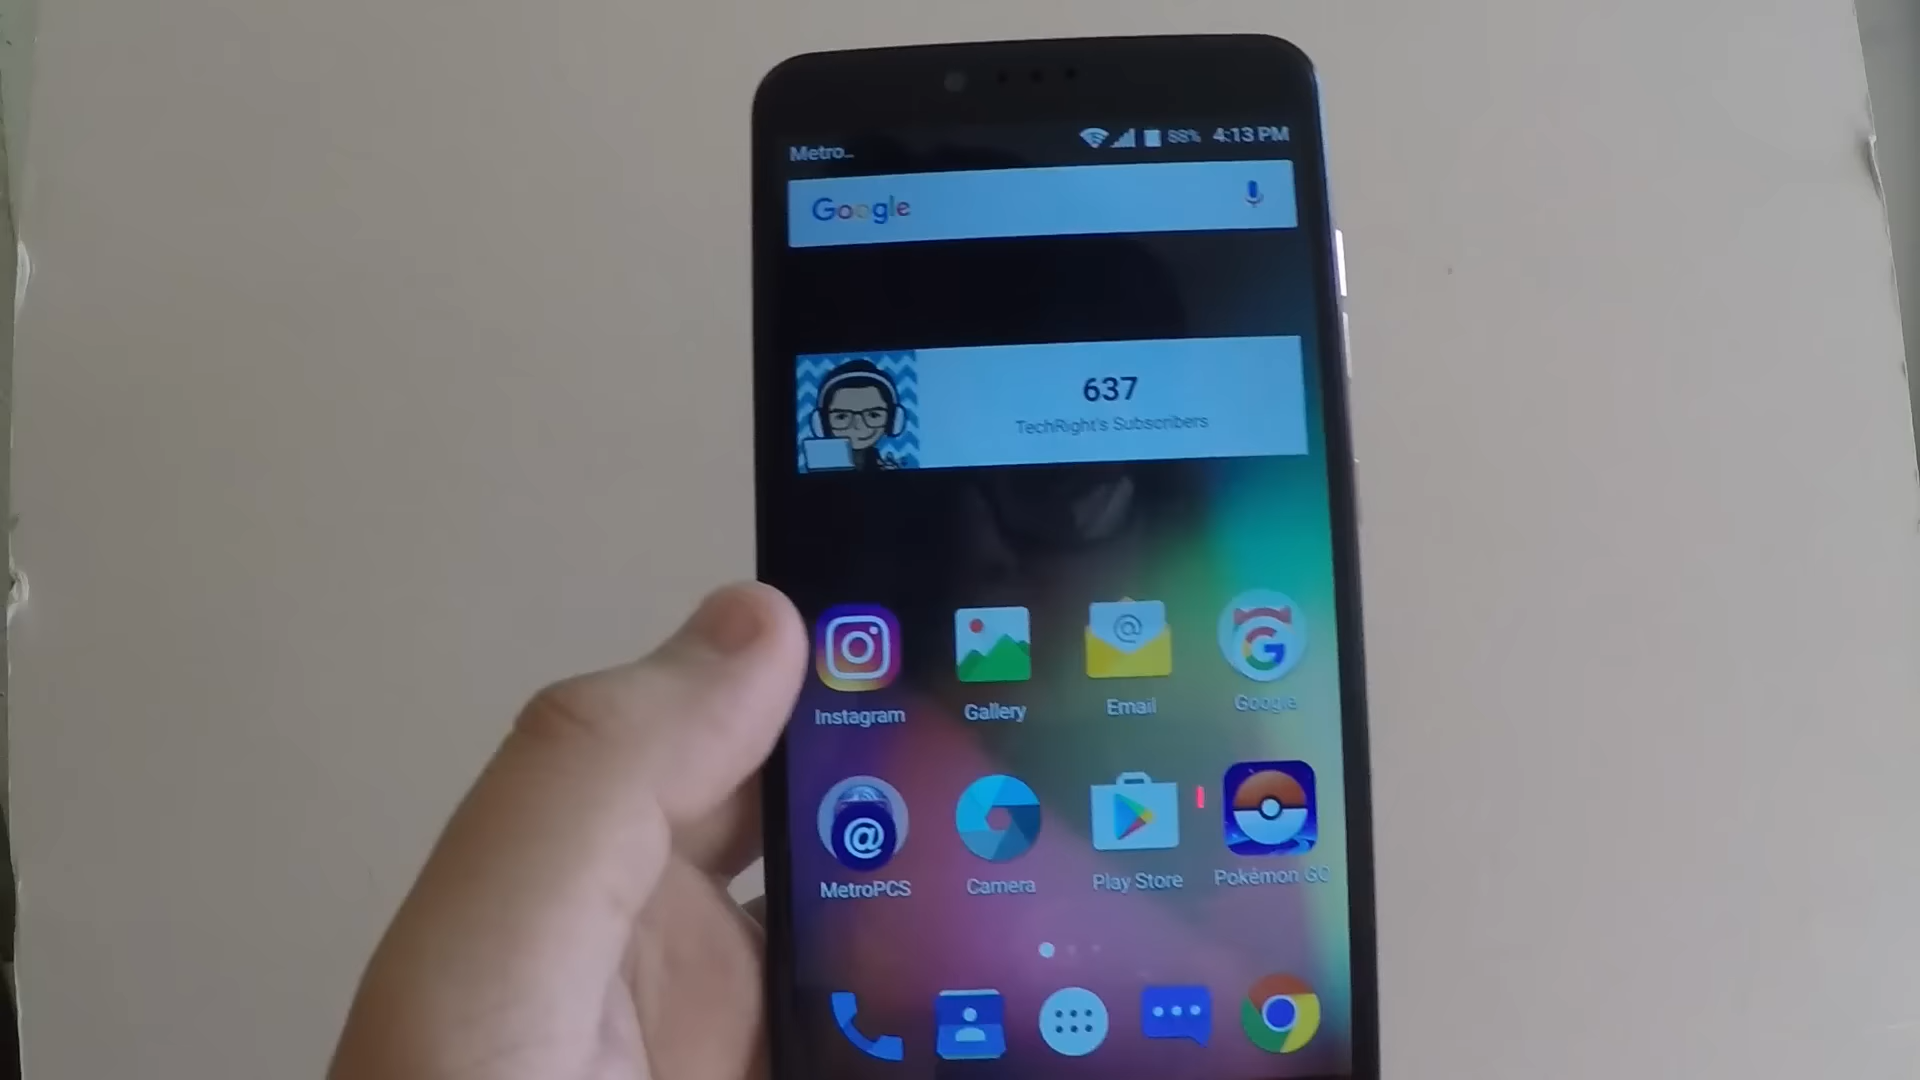 Metro..
88% 4:13 PM
Google
637
TechRight's Subscribers
Instagram
Gallery
Email
Google
MetroPCS
Camera
Play Store
Pokémon GO